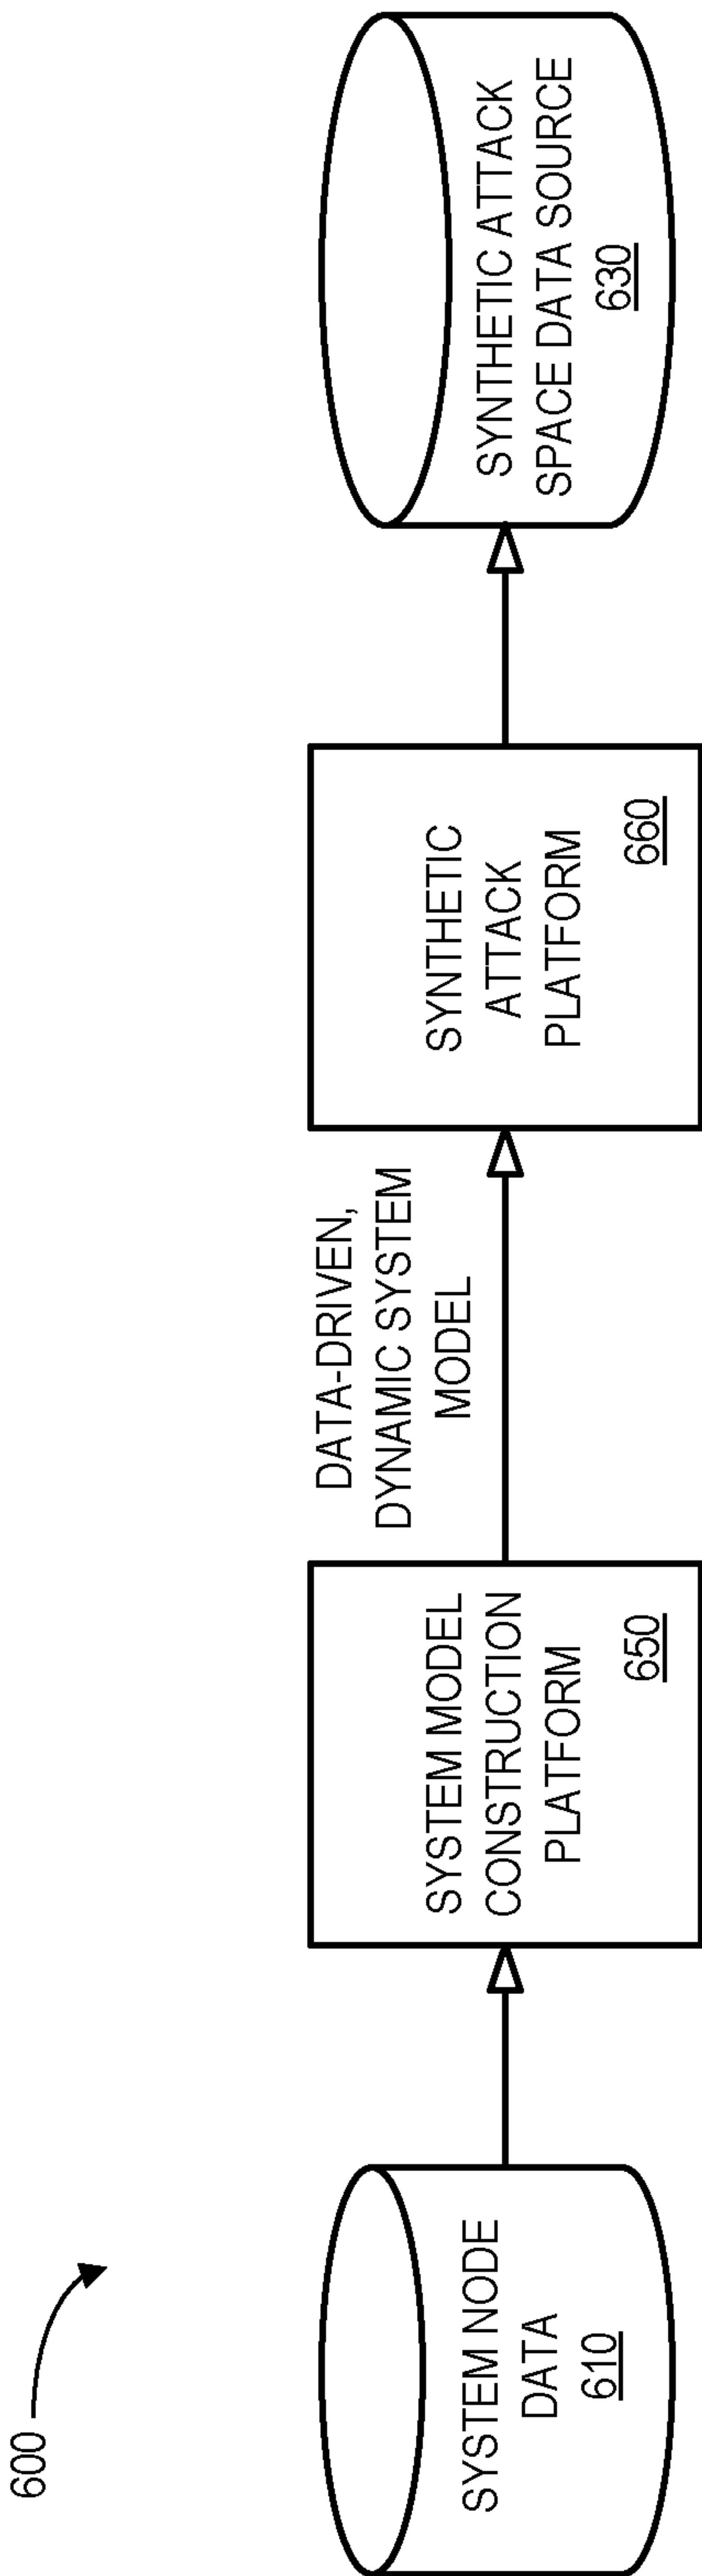 600
SYSTEM NODE
DATA
610
SYSTEM MODEL
CONSTRUCTION
PLATFORM
650
DATA-DRIVEN,
DYNAMIC SYSTEM
MODEL
SYNTHETIC
ATTACK
PLATFORM
660
SYNTHETIC ATTACK
SPACE DATA SOURCE
630